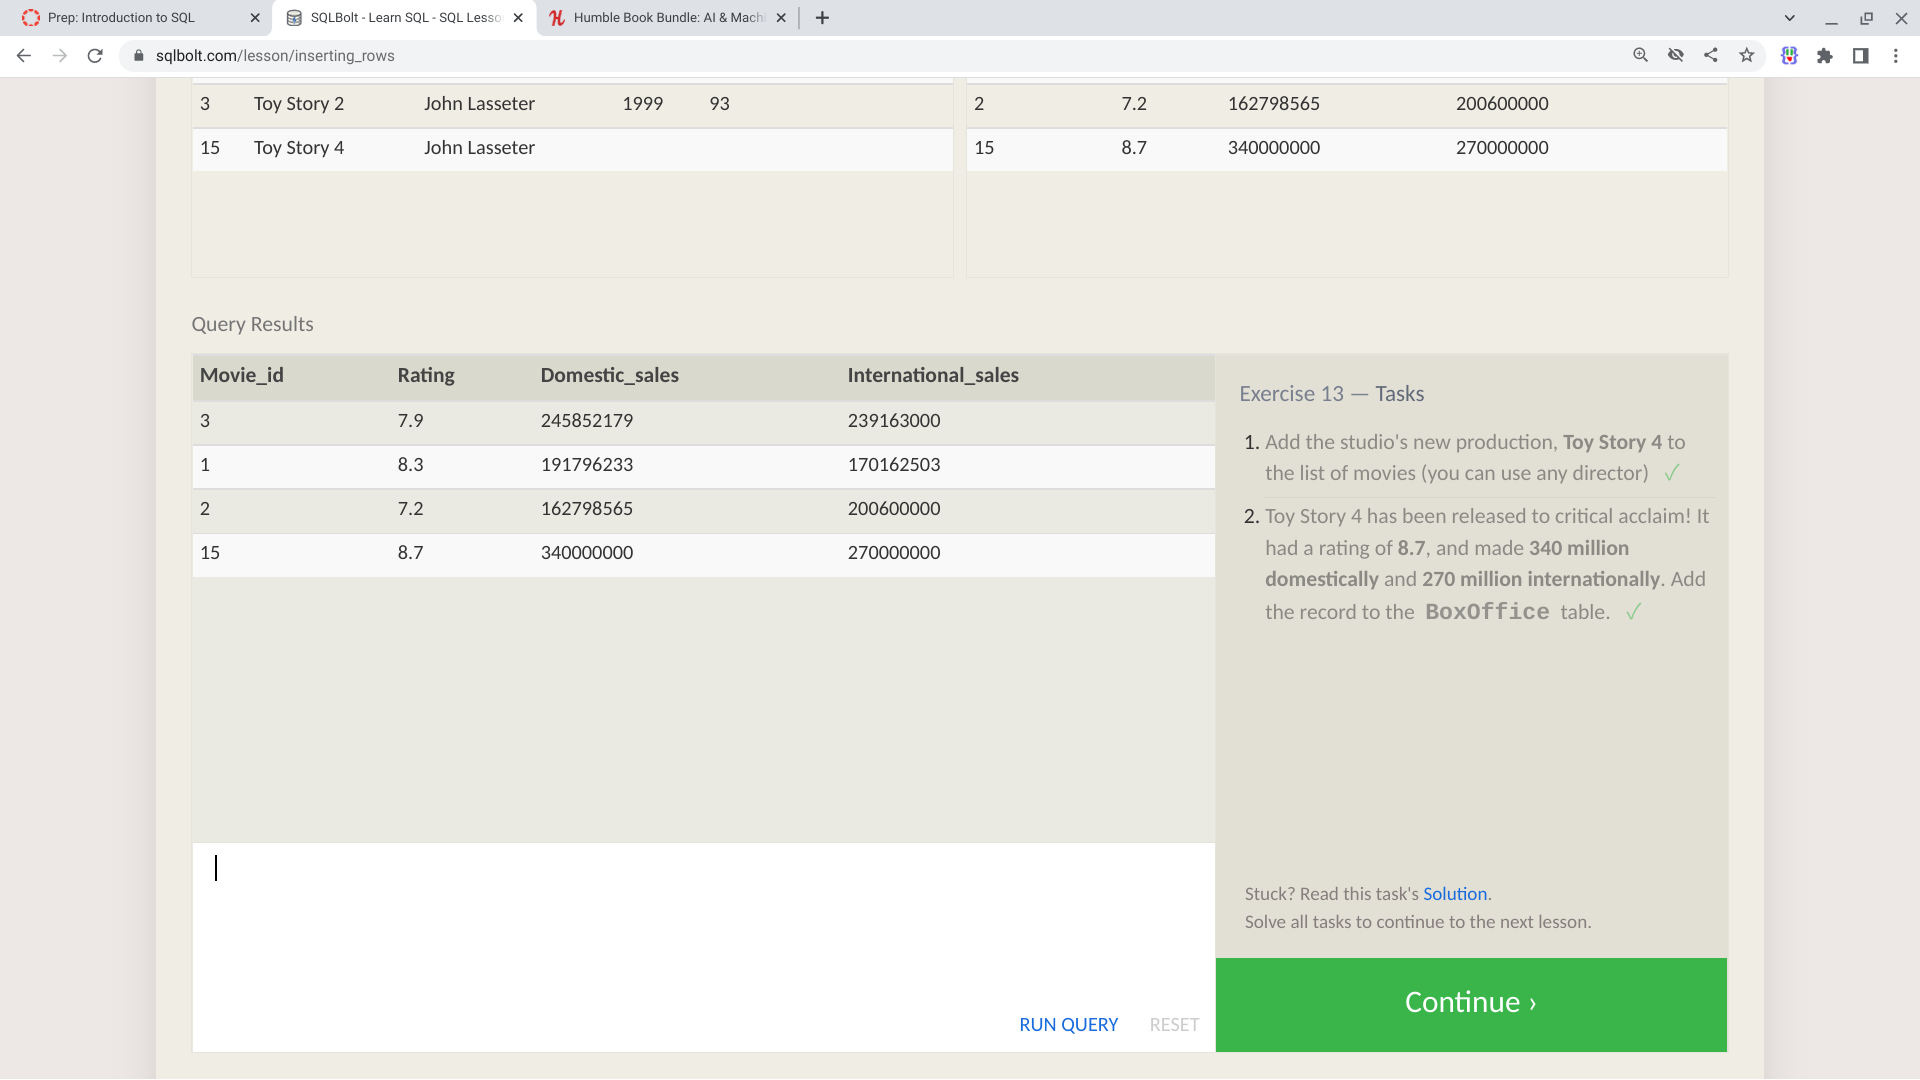 Prep: Introduction to SQL
SQLBolt - Learn SQL - SQL Lesso
Humble Book Bundle: AI & Machi
sqlbolt.com/lesson/inserting_rows
3 Toy Story 2 John Lasseter 1999 93
2 7.2 162798565 200600000
15 Toy Story 4 John Lasseter
15 8.7 340000000 270000000
Query Results
Movie_id Rating Domestic_sales International_sales
3 7.9 245852179 239163000
1 8.3 191796233 170162503
2 7.2 162798565 200600000
15 8.7 340000000 270000000
Exercise 13 — Tasks
1. Add the studio's new production, Toy Story 4 to
the list of movies (you can use any director) ✓
2. Toy Story 4 has been released to critical acclaim! It
had a rating of 8.7, and made 340 million
domestically and 270 million internationally. Add
the record to the BoxOffice table. ✓
Stuck? Read this task's Solution.
Solve all tasks to continue to the next lesson.
RUN QUERY RESET
Continue ›